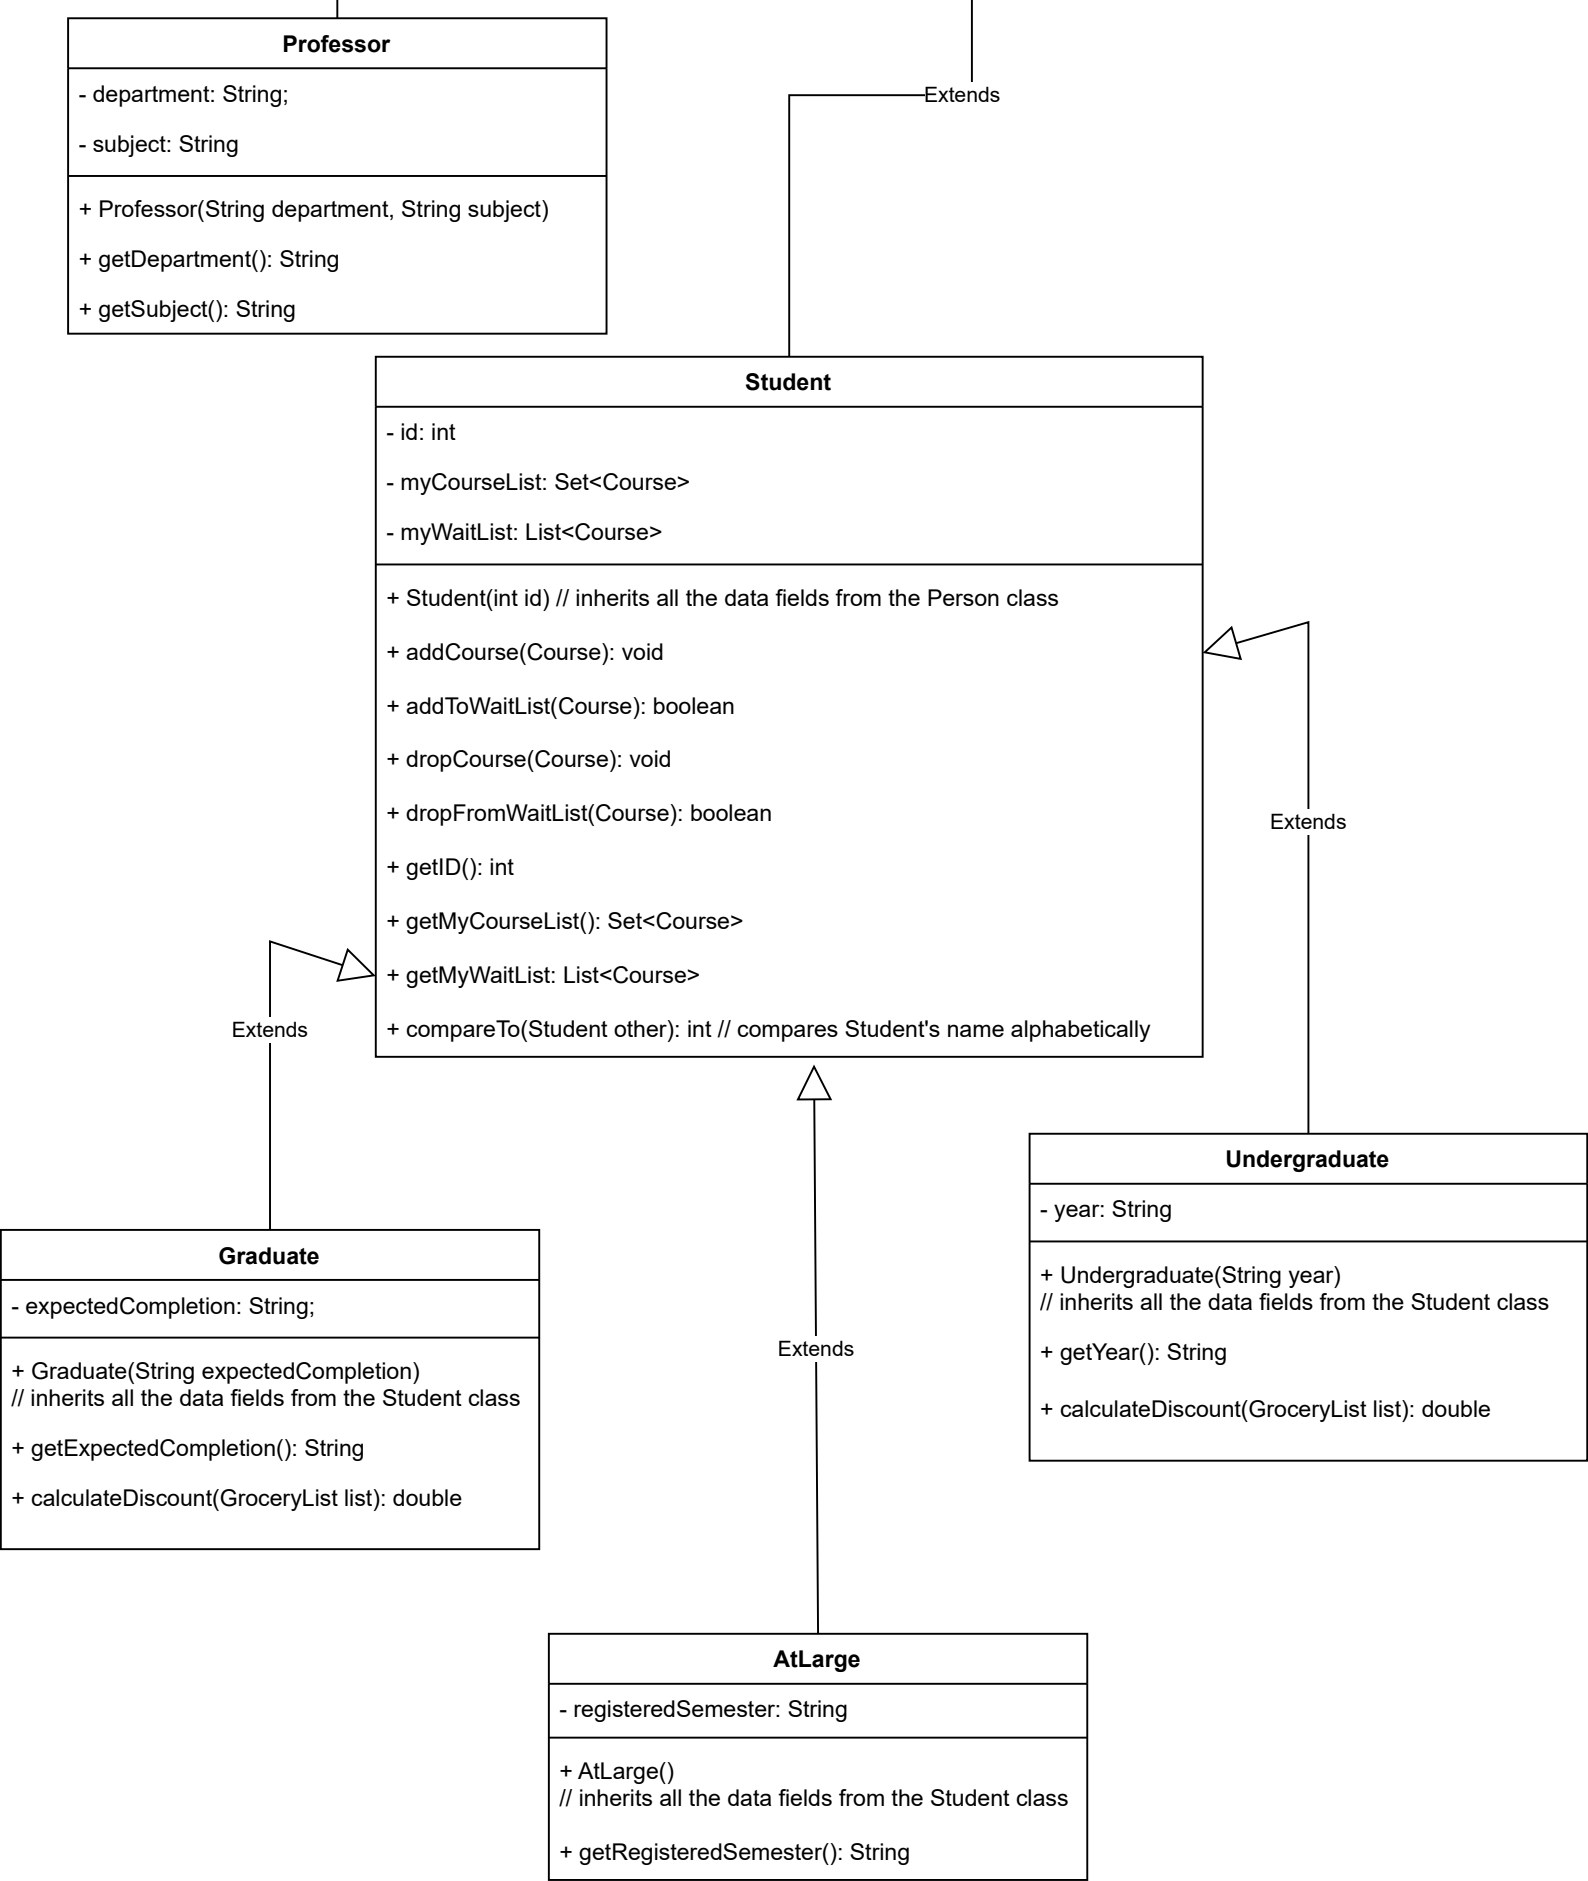 Professor
- department: String;
- subject: String
+ Professor(String department, String subject)
+ getDepartment(): String
+ getSubject(): String
Extends
Student
- id: int
- myCourseList: Set<Course>
- myWaitList: List<Course>
+ Student(int id) // inherits all the data fields from the Person class
+ addCourse(Course): void
+ addToWaitList(Course): boolean
+ dropCourse(Course): void
+ dropFromWaitList(Course): boolean
+ getID(): int
+ getMyCourseList(): Set<Course>
+ getMyWaitList: List<Course>
+ compareTo(Student other): int // compares Student's name alphabetically
Extends
Extends
Extends
Undergraduate
- year: String
+ Undergraduate(String year)
// inherits all the data fields from the Student class
+ getYear(): String
+ calculateDiscount(GroceryList list): double
Graduate
- expectedCompletion: String;
+ Graduate(String expectedCompletion)
// inherits all the data fields from the Student class
+ getExpectedCompletion(): String
+ calculateDiscount(GroceryList list): double
AtLarge
- registeredSemester: String
+ AtLarge()
// inherits all the data fields from the Student class
+ getRegisteredSemester(): String